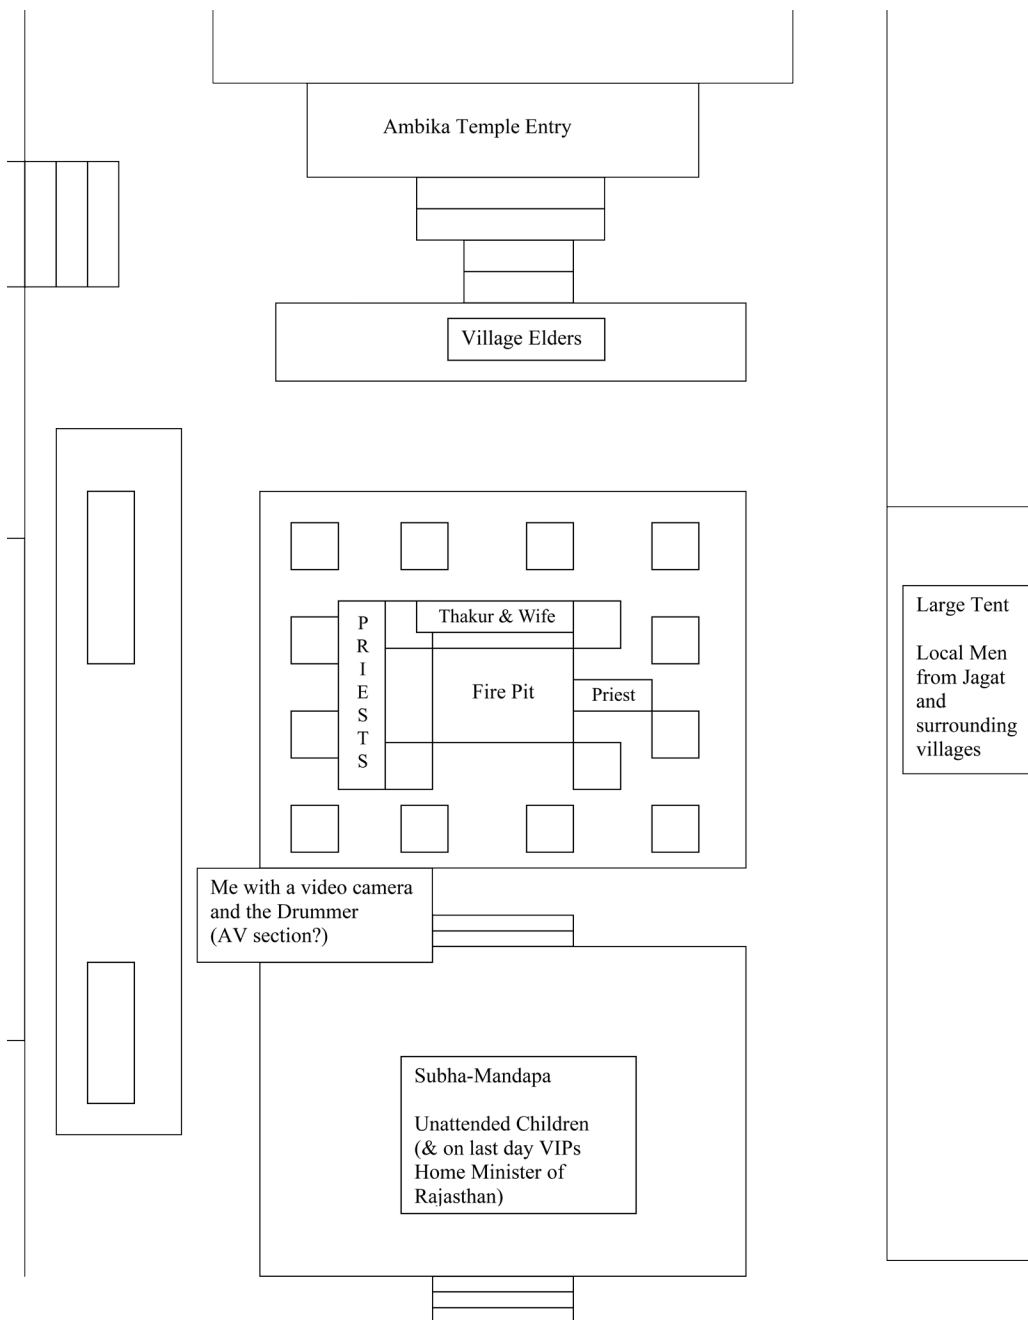 Ambika Temple Entry
Village Elders
Thakur & Wife
P
R
I
E
S
T
S
Fire Pit
Priest
Large Tent
Local Men
from Jagat
and
surrounding
villages
Me with a video camera
and the Drummer
(AV section?)
Subha-Mandapa
Unattended Children
(& on last day VIPs
Home Minister of
Rajasthan)